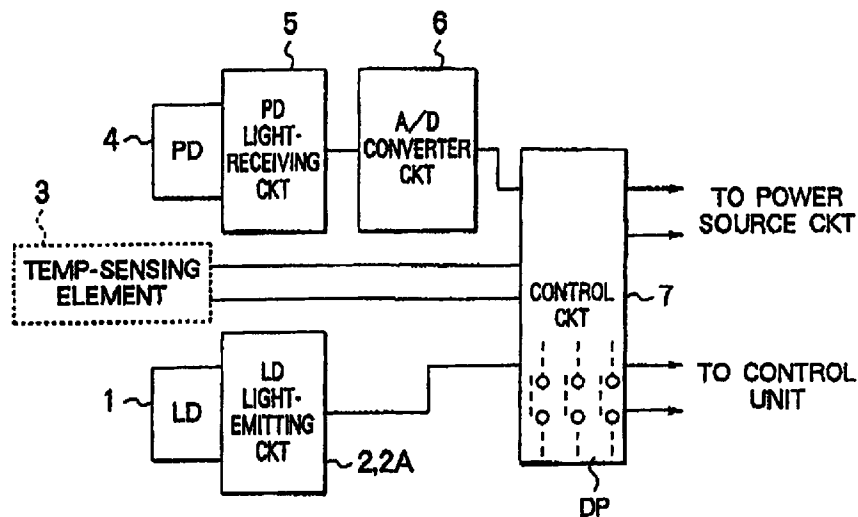 5
6
4
PD
PD
LIGHT-
RECEIVING
CKT
A/D
CONVERTER
CKT
3
TEMP-SENSING
ELEMENT
CONTROL
CKT
7
TO POWER
SOURCE CKT
1
LD
LD
LIGHT-
EMITTING
CKT
2,2A
TO CONTROL
UNIT
DP